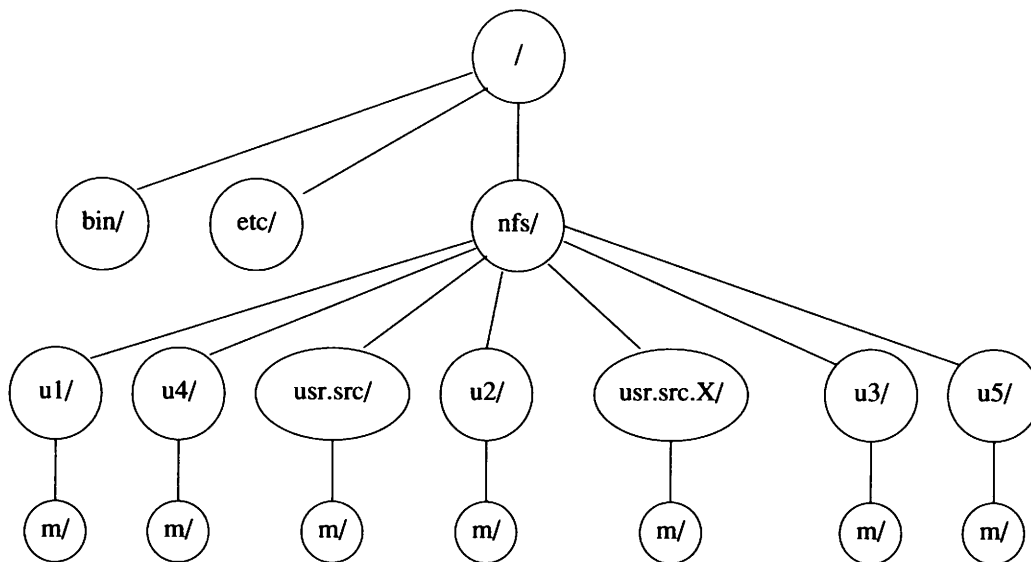 /
bin/ etc/ nfs/
u1/ u4/ usr.src/ u2/ usr.src.X/ u3/ u5/
m/ m/ m/ m/ m/ m/ m/